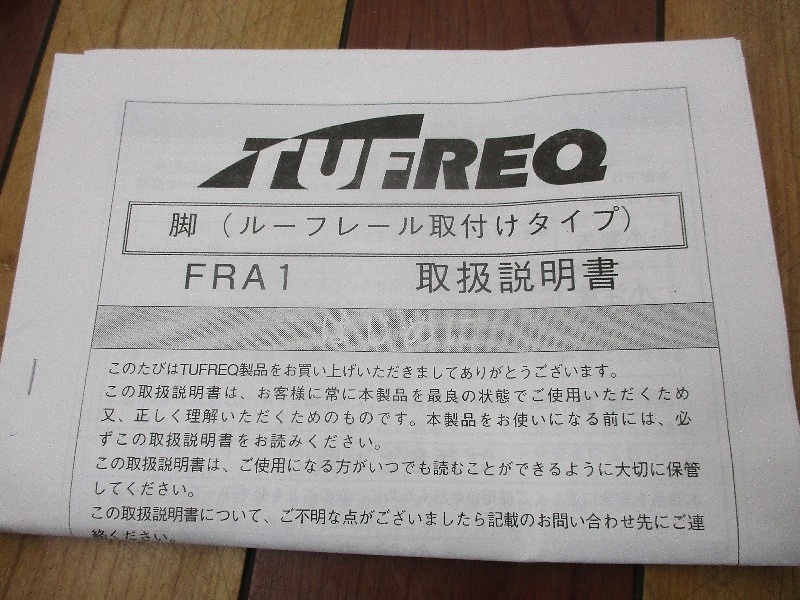 TUFREQ
脚（ルーフレール取付けタイプ）
FRA1 取扱説明書
このたびはTUFREQ製品をお買い上げいただきましてありがとうございます。
この取扱説明書は、お客様に常に本製品を最良の状態でご使用いただくため
又、正しく理解いただくためのものです。本製品をお使いになる前には、必
ずこの取扱説明書をお読みください。
この取扱説明書は、ご使用になる方がいつでも読むことができるように大切に保管
してください。
この取扱説明書について、ご不明な点がございましたら記載のお問い合わせ先にご連
絡ください。